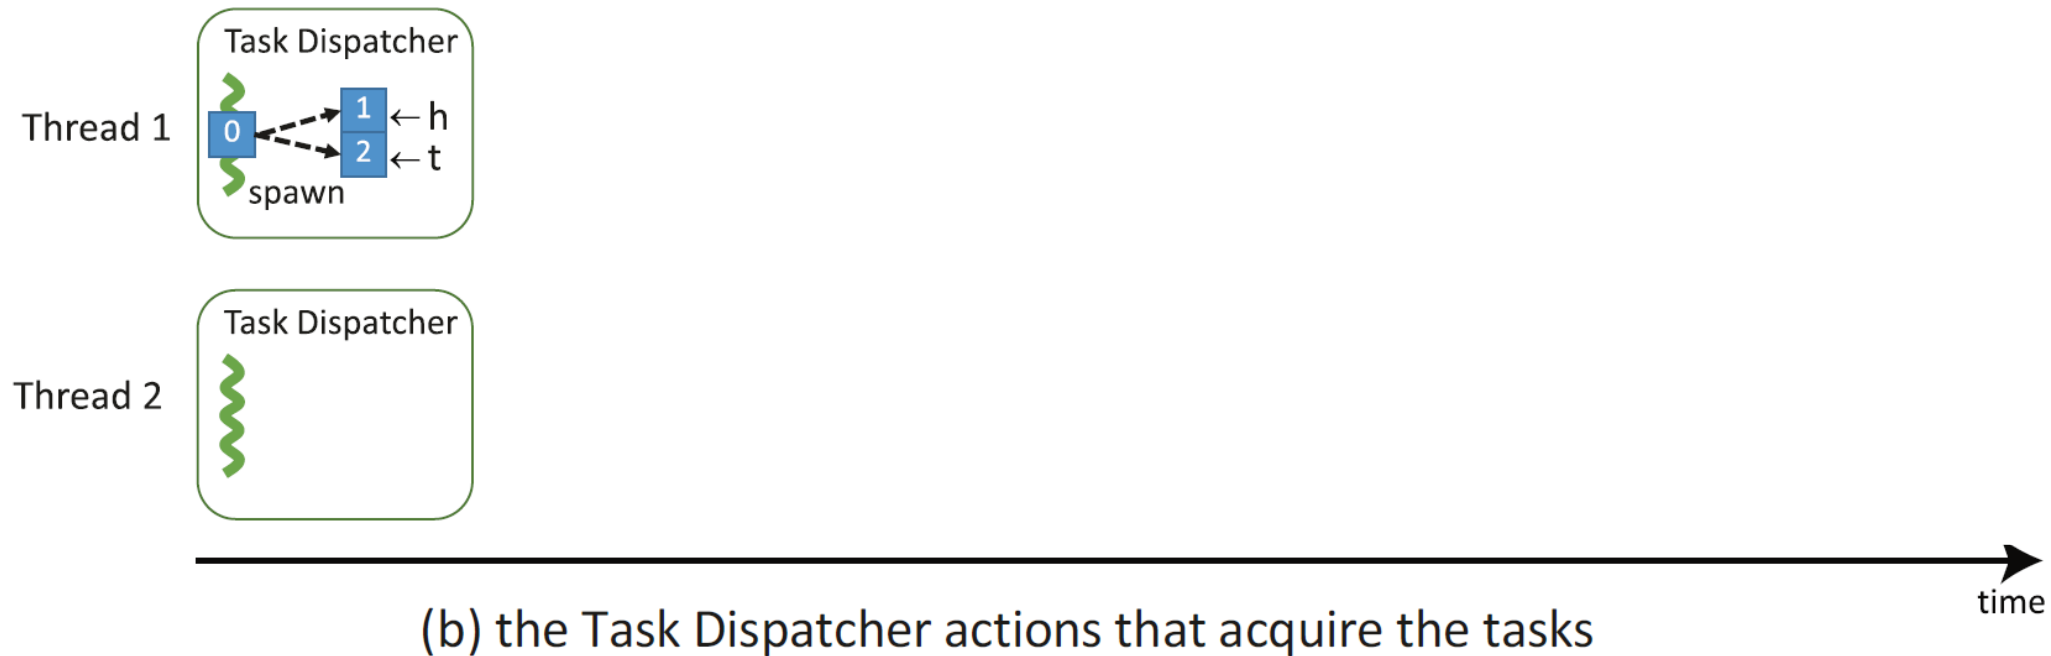 Task Dispatcher
Thread 1
0
1
←h
2
←t
spawn
Task Dispatcher
Thread 2
time
(b) the Task Dispatcher actions that acquire the tasks